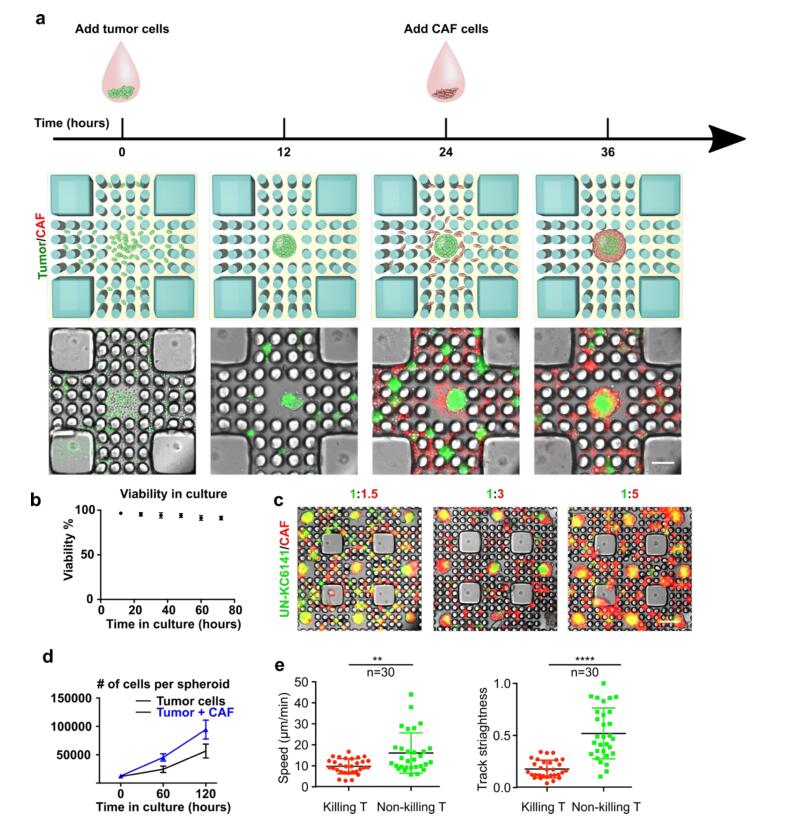 a
Add tumor cells
Add CAF cells
Time (hours)
0
12
24
36
Tumor/CAF
b
Viability in culture
Viability %
100
50
0
0
20
40
60
80
Time in culture (hours)
c
1:1.5
1:3
1:5
UN-KC6141/CAF
d
# of cells per spheroid
Tumor cells
Tumor + CAF
150000
100000
50000
0
60
120
Time in culture (hours)
e
**
n=30
Speed (μm/min)
50
40
30
20
10
0
Killing T
Non-killing T
****
n=30
Track striaghtness
1.0
0.5
0.0
Killing T
Non-killing T